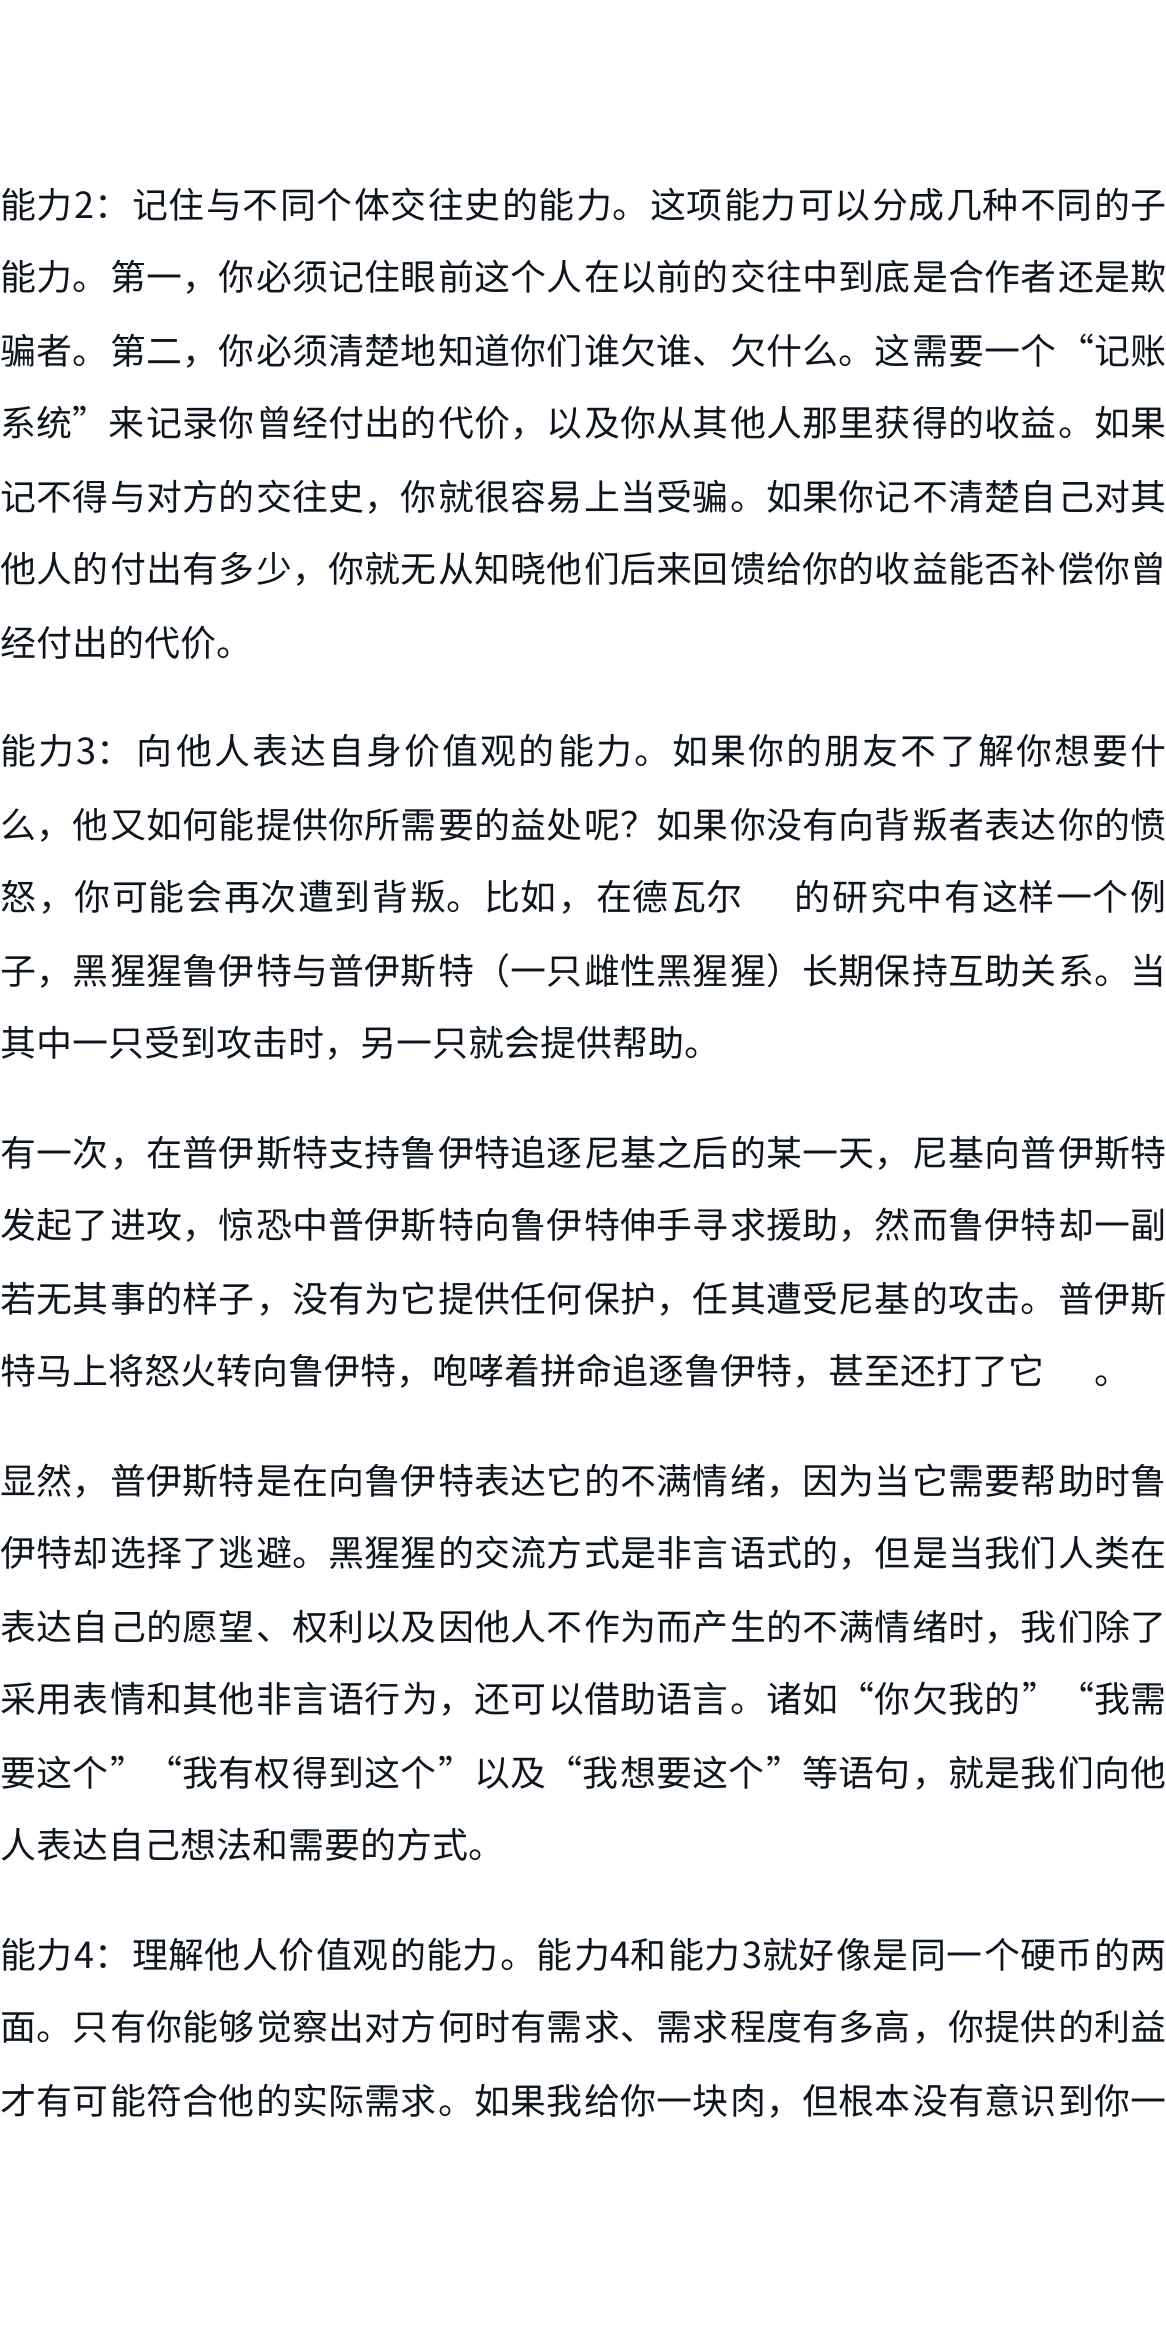 能力2：记住与不同个体交往史的能力。这项能力可以分成几种不同的子
能力。第一，你必须记住眼前这个人在以前的交往中到底是合作者还是欺
骗者。第二，你必须清楚地知道你们谁欠谁、欠什么。这需要一个“记账
系统”来记录你曾经付出的代价，以及你从其他人那里获得的收益。如果
记不得与对方的交往史，你就很容易上当受骗。如果你记不清楚自己对其
他人的付出有多少，你就无从知晓他们后来回馈给你的收益能否补偿你曾
经付出的代价。
能力3：向他人表达自身价值观的能力。如果你的朋友不了解你想要什
么，他又如何能提供你所需要的益处呢？如果你没有向背叛者表达你的愤
怒，你可能会再次遭到背叛。比如，在德瓦尔 的研究中有这样一个例
子，黑猩猩鲁伊特与普伊斯特（一只雌性黑猩猩）长期保持互助关系。当
其中一只受到攻击时，另一只就会提供帮助。
有一次，在普伊斯特支持鲁伊特追逐尼基之后的某一天，尼基向普伊斯特
发起了进攻，惊恐中普伊斯特向鲁伊特伸手寻求援助，然而鲁伊特却一副
若无其事的样子，没有为它提供任何保护，任其遭受尼基的攻击。普伊斯
特马上将怒火转向鲁伊特，咆哮着拼命追逐鲁伊特，甚至还打了它 。
显然，普伊斯特是在向鲁伊特表达它的不满情绪，因为当它需要帮助时鲁
伊特却选择了逃避。黑猩猩的交流方式是非言语式的，但是当我们人类在
表达自己的愿望、权利以及因他人不作为而产生的不满情绪时，我们除了
采用表情和其他非言语行为，还可以借助语言。诸如“你欠我的”“我需
要这个”“我有权得到这个”以及“我想要这个”等语句，就是我们向他
人表达自己想法和需要的方式。
能力4：理解他人价值观的能力。能力4和能力3就好像是同一个硬币的两
面。只有你能够觉察出对方何时有需求、需求程度有多高，你提供的利益
才有可能符合他的实际需求。如果我给你一块肉，但根本没有意识到你一